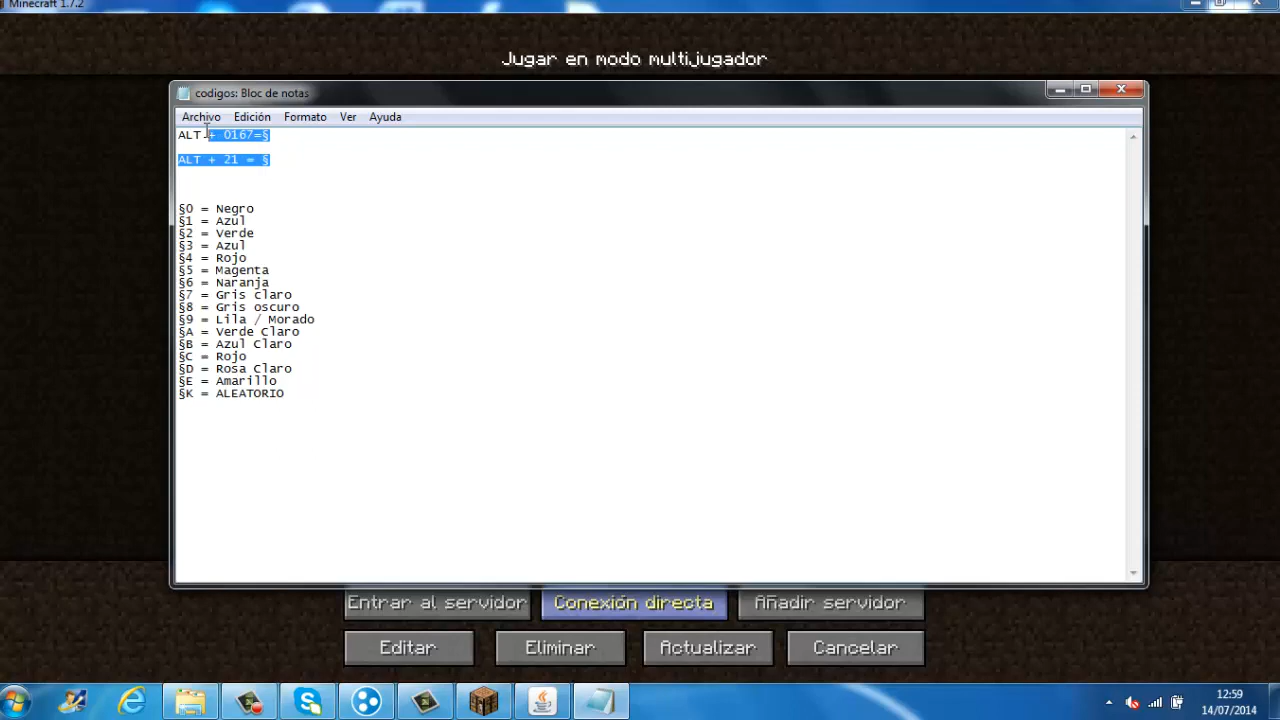 Minecraft 1.7.2
Jugar en modo multijugador
codigos: Bloc de notas
Archivo Edición Formato Ver Ayuda
ALT + 0167=§
ALT + 21 = §
§0 = Negro
§1 = Azul
§2 = Verde
§3 = Azul
§4 = Rojo
§5 = Magenta
§6 = Naranja
§7 = Gris claro
§8 = Gris oscuro
§9 = Lila / Morado
§A = Verde Claro
§B = Azul Claro
§C = Rojo
§D = Rosa Claro
§E = Amarillo
§K = ALEATORIO
Entrar al servidor Conexión directa Añadir servidor
Editar Eliminar Actualizar Cancelar
12:59
14/07/2014